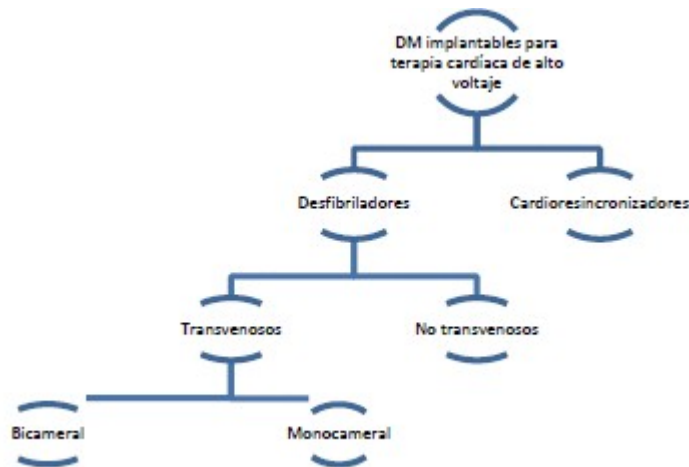 DM implantables para
terapia cardíaca de alto
voltaje
Desfibriladores
Cardioresincronizadores
Transvenosos
No transvenosos
Bicameral
Monocameral